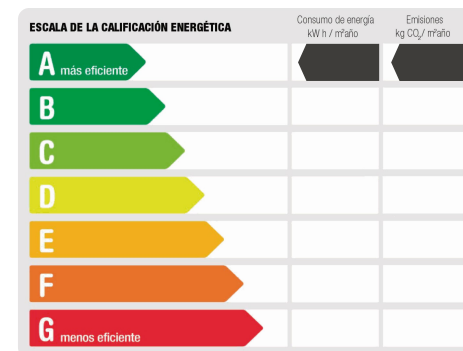 ESCALA DE LA CALIFICACIÓN ENERGÉTICA
Consumo de energía
kW h / m²año
Emisiones
kg CO₂/ m²año
A más eficiente
B
C
D
E
F
G menos eficiente